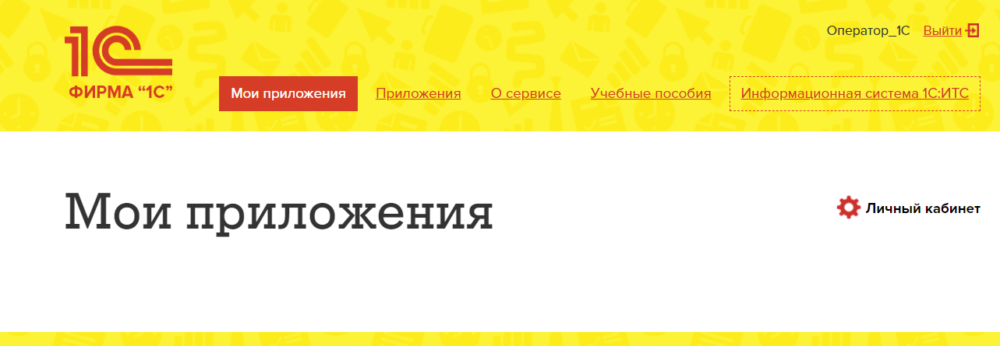 1С
ФИРМА “1С”
Оператор_1С Выйти
Мои приложения Приложения О сервисе Учебные пособия Информационная система 1С:ИТС
Мои приложения
Личный кабинет